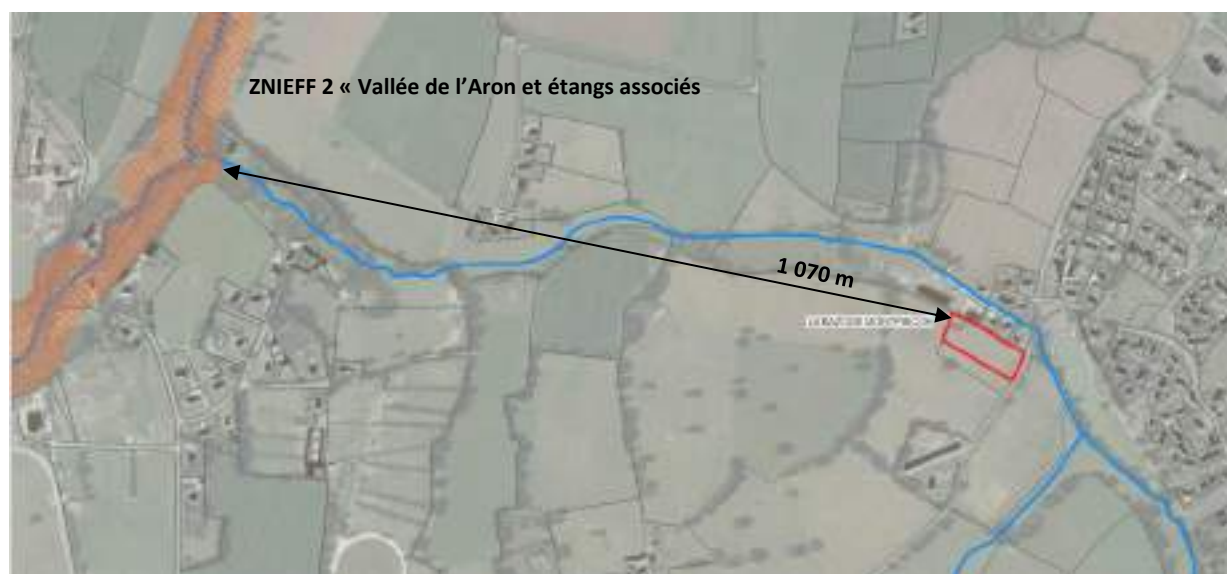 ZNIEFF 2 « Vallée de l’Aron et étangs associés
1 070 m